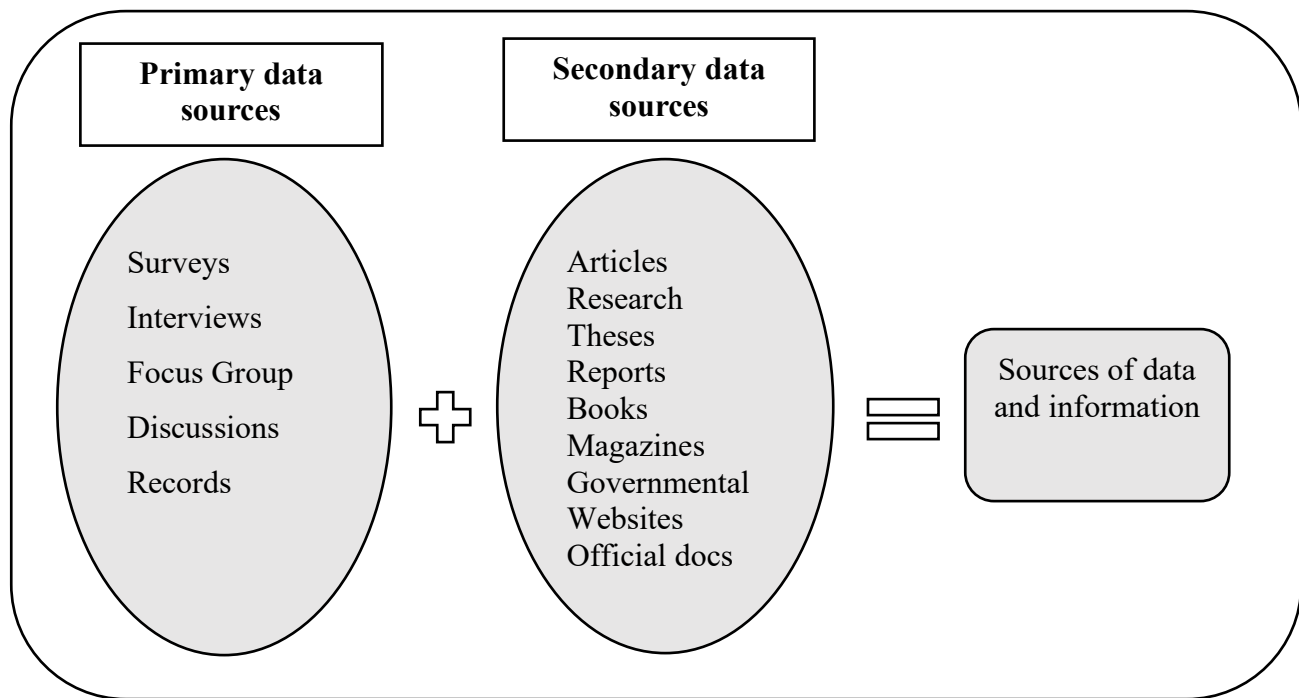 Primary data
sources
Secondary data
sources
Surveys
Interviews
Focus Group
Discussions
Records
Articles
Research
Theses
Reports
Books
Magazines
Governmental
Websites
Official docs
Sources of data
and information